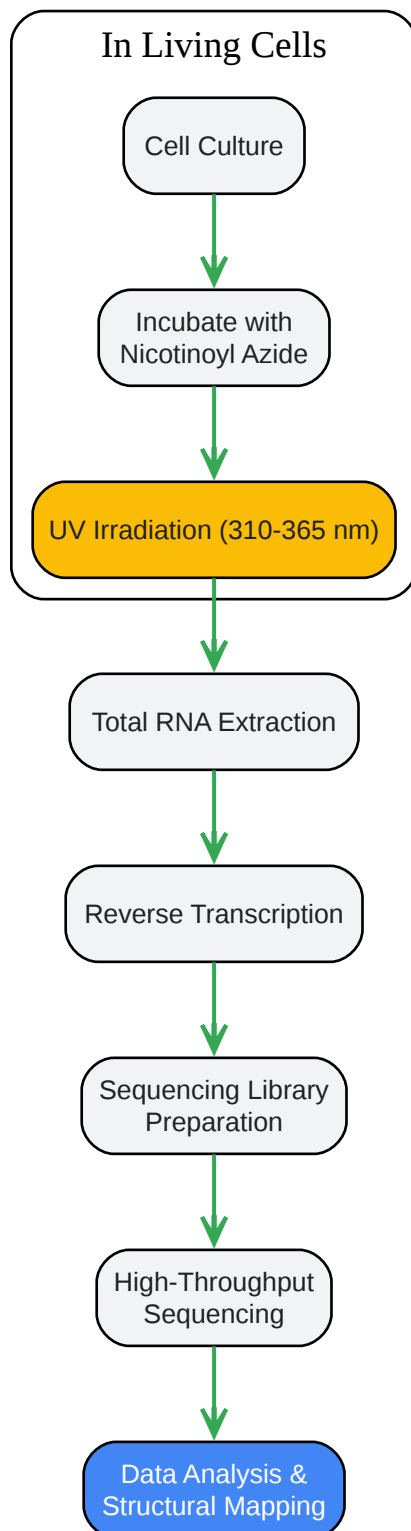 In Living Cells
Cell Culture
Incubate with
Nicotinoyl Azide
UV Irradiation (310-365 nm)
Total RNA Extraction
Reverse Transcription
Sequencing Library
Preparation
High-Throughput
Sequencing
Data Analysis &
Structural Mapping